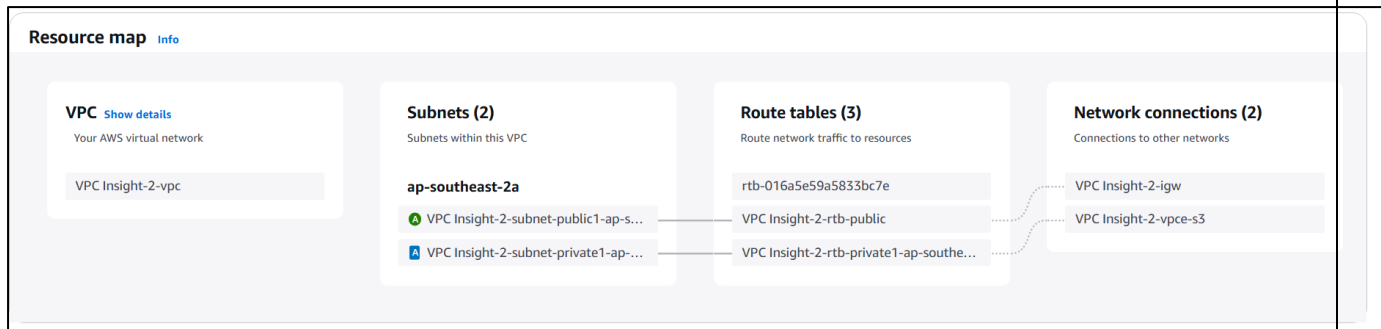 Resource map Info
VPC Show details
Your AWS virtual network
VPC Insight-2-vpc
Subnets (2)
Subnets within this VPC
ap-southeast-2a
A VPC Insight-2-subnet-public1-ap-s...
A VPC Insight-2-subnet-private1-ap-...
Route tables (3)
Route network traffic to resources
rtb-016a5e59a5833bc7e
VPC Insight-2-rtb-public
VPC Insight-2-rtb-private1-ap-southe...
Network connections (2)
Connections to other networks
VPC Insight-2-igw
VPC Insight-2-vpce-s3